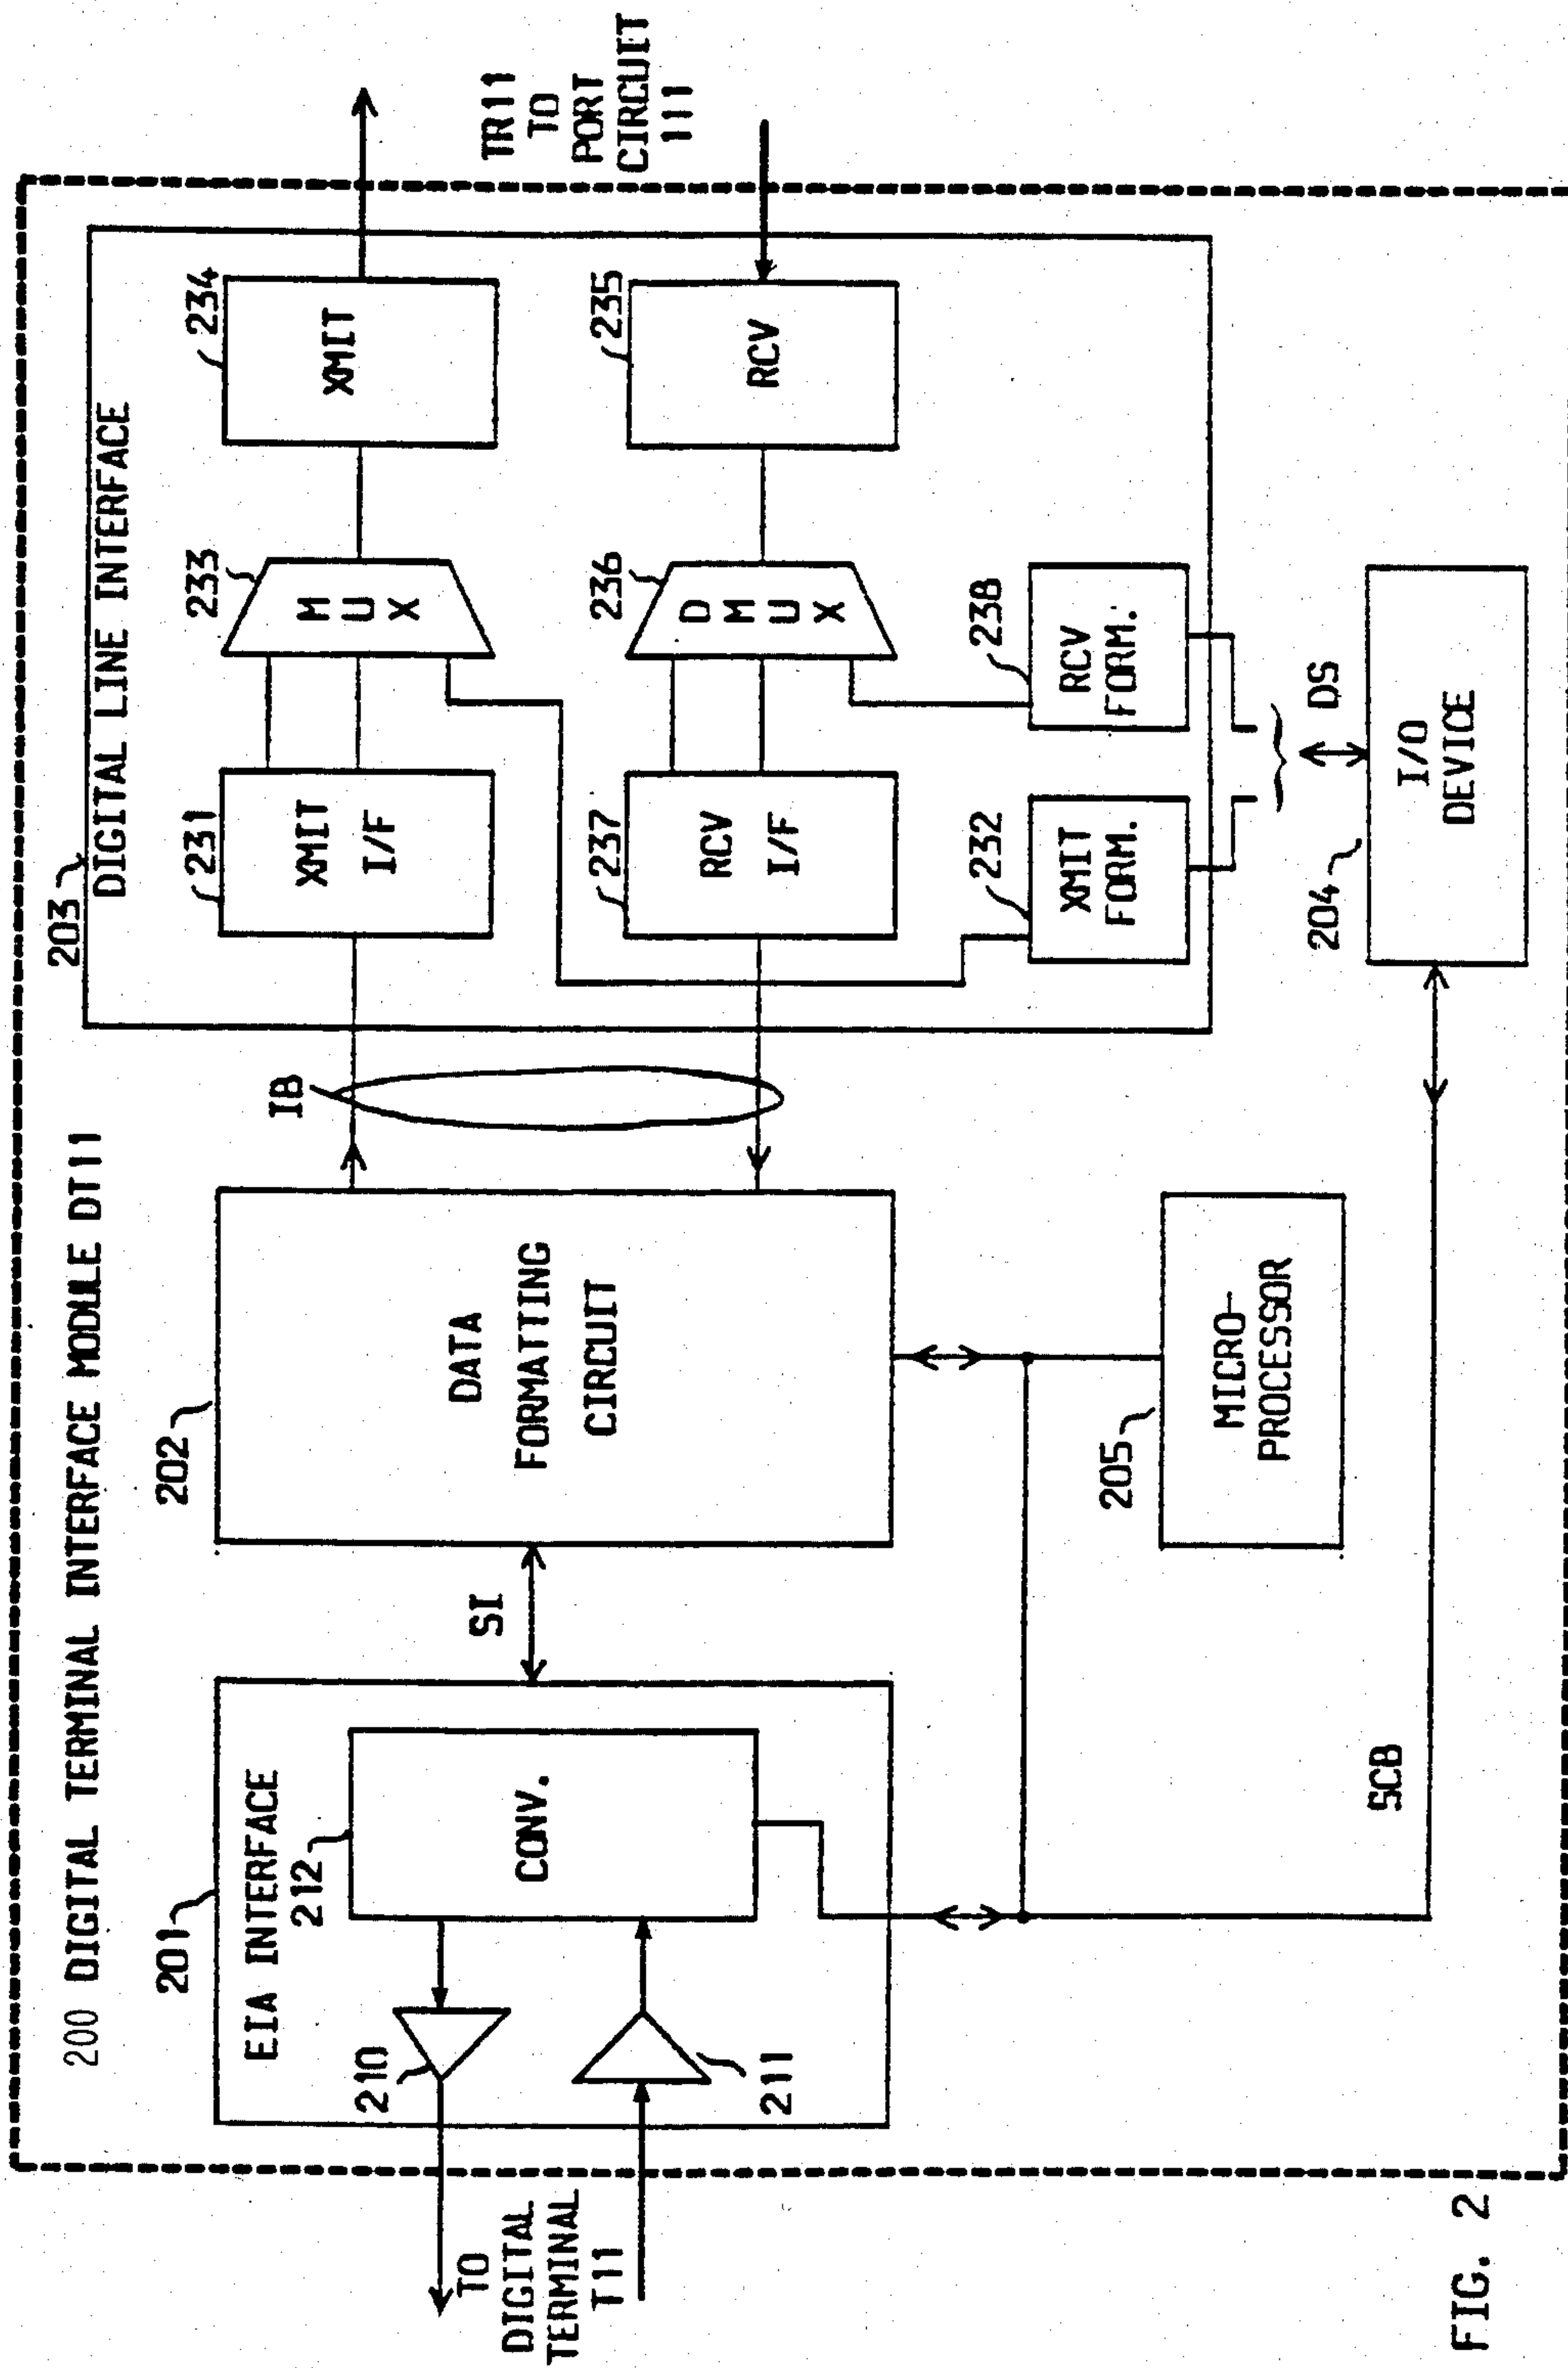 200 DIGITAL TERMINAL INTERFACE MODULE DT11
201
EIA INTERFACE
212
CONV.
210
211
TO
DIGITAL
TERMINAL
T11
SI
202
DATA
FORMATTING
CIRCUIT
205
MICRO-
PROCESSOR
SCB
IB
203
DIGITAL LINE INTERFACE
231
XMIT
I/F
233
M
U
X
234
XMIT
237
RCV
I/F
236
D
M
U
X
235
RCV
232
XMIT
FORM.
238
RCV
FORM.
DS
204
I/O
DEVICE
TR11
TO
PORT
CIRCUIT
111
FIG. 2